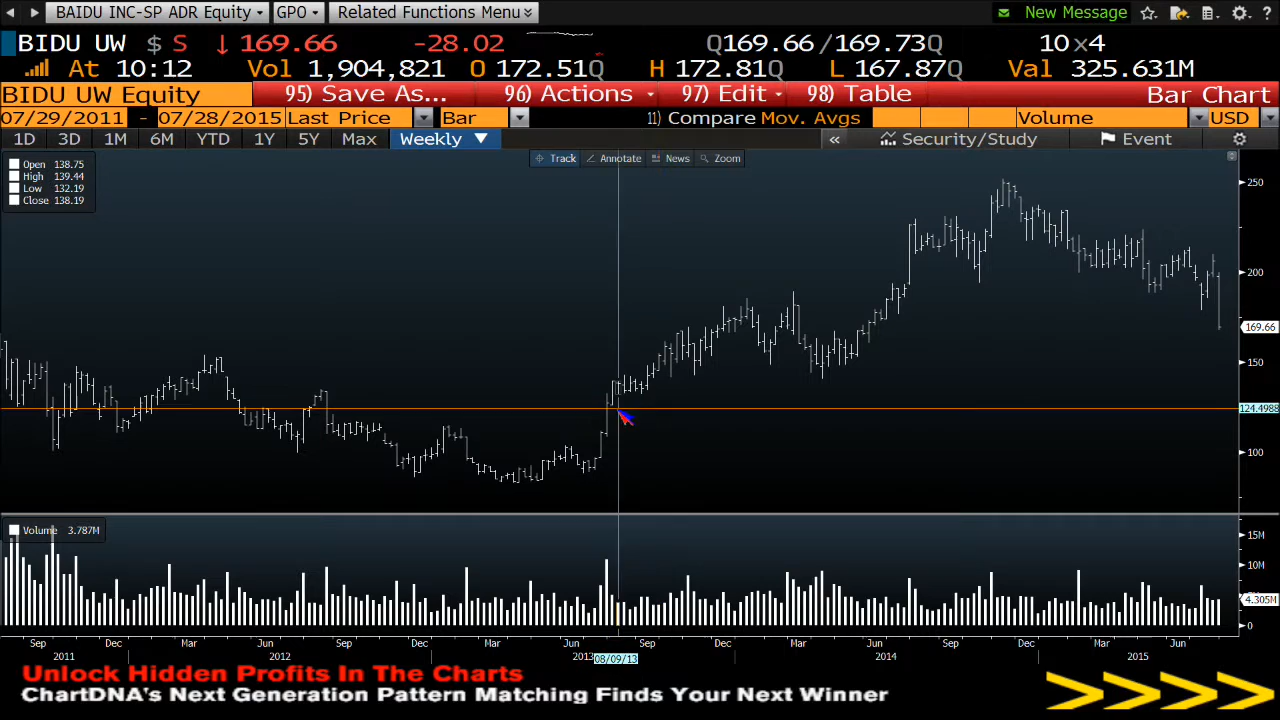 BAIDU INC-SP ADR Equity GPO Related Functions Menu New Message ?
BIDU UW $ S ↓ 169.66 -28.02 Q169.66 /169.73Q 10 x 4
At 10:12 Vol 1,904,821 O 172.51Q H 172.81Q L 167.87Q Val 325.631M
BIDU UW Equity 95) Save As... 96) Actions 97) Edit 98) Table Bar Chart
07/29/2011 - 07/28/2015 Last Price Bar 11) Compare Mov. Avgs Volume USD
1D 3D 1M 6M YTD 1Y 5Y Max Weekly ▼ « Security/Study Event
Track Annotate News Zoom
Open 138.75
High 139.44
Low 132.19
Close 138.19
250
200
169.66
150
124.4988
100
Volume 3.787M
15M
10M
4.305M
0
Sep Dec Mar Jun Sep Dec Mar Jun Sep Dec Mar Jun Sep Dec Mar Jun
2011 2012 2013 08/09/13 2014 2015
Unlock Hidden Profits In The Charts
ChartDNA's Next Generation Pattern Matching Finds Your Next Winner